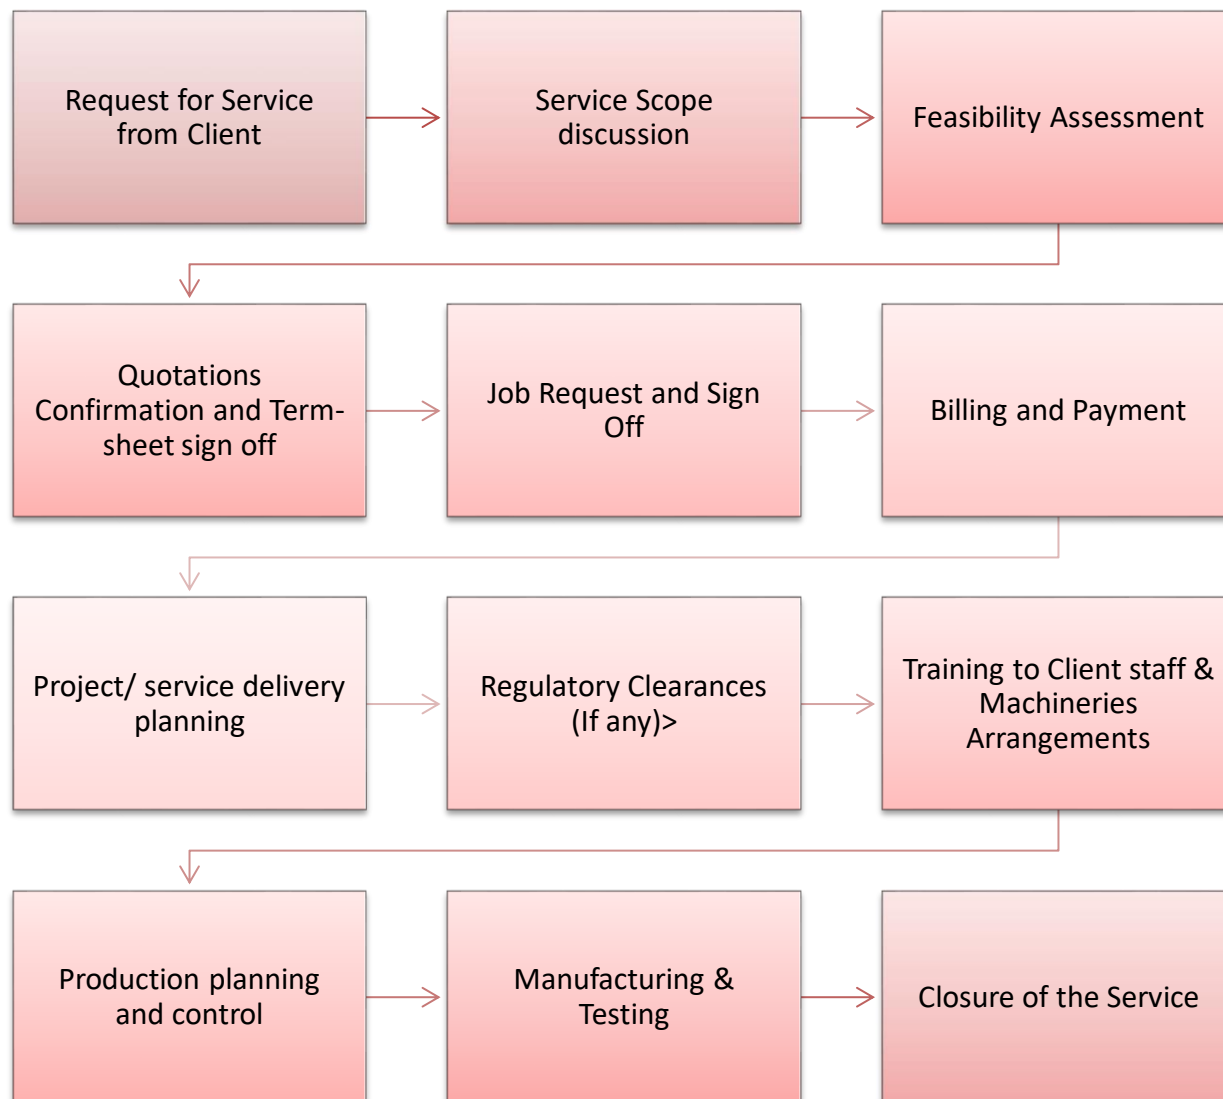 Request for Service
from Client
Service Scope
discussion
Feasibility Assessment
Quotations
Confirmation and Term-
sheet sign off
Job Request and Sign
Off
Billing and Payment
Project/ service delivery
planning
Regulatory Clearances
(If any)>
Training to Client staff &
Machineries
Arrangements
Production planning
and control
Manufacturing &
Testing
Closure of the Service